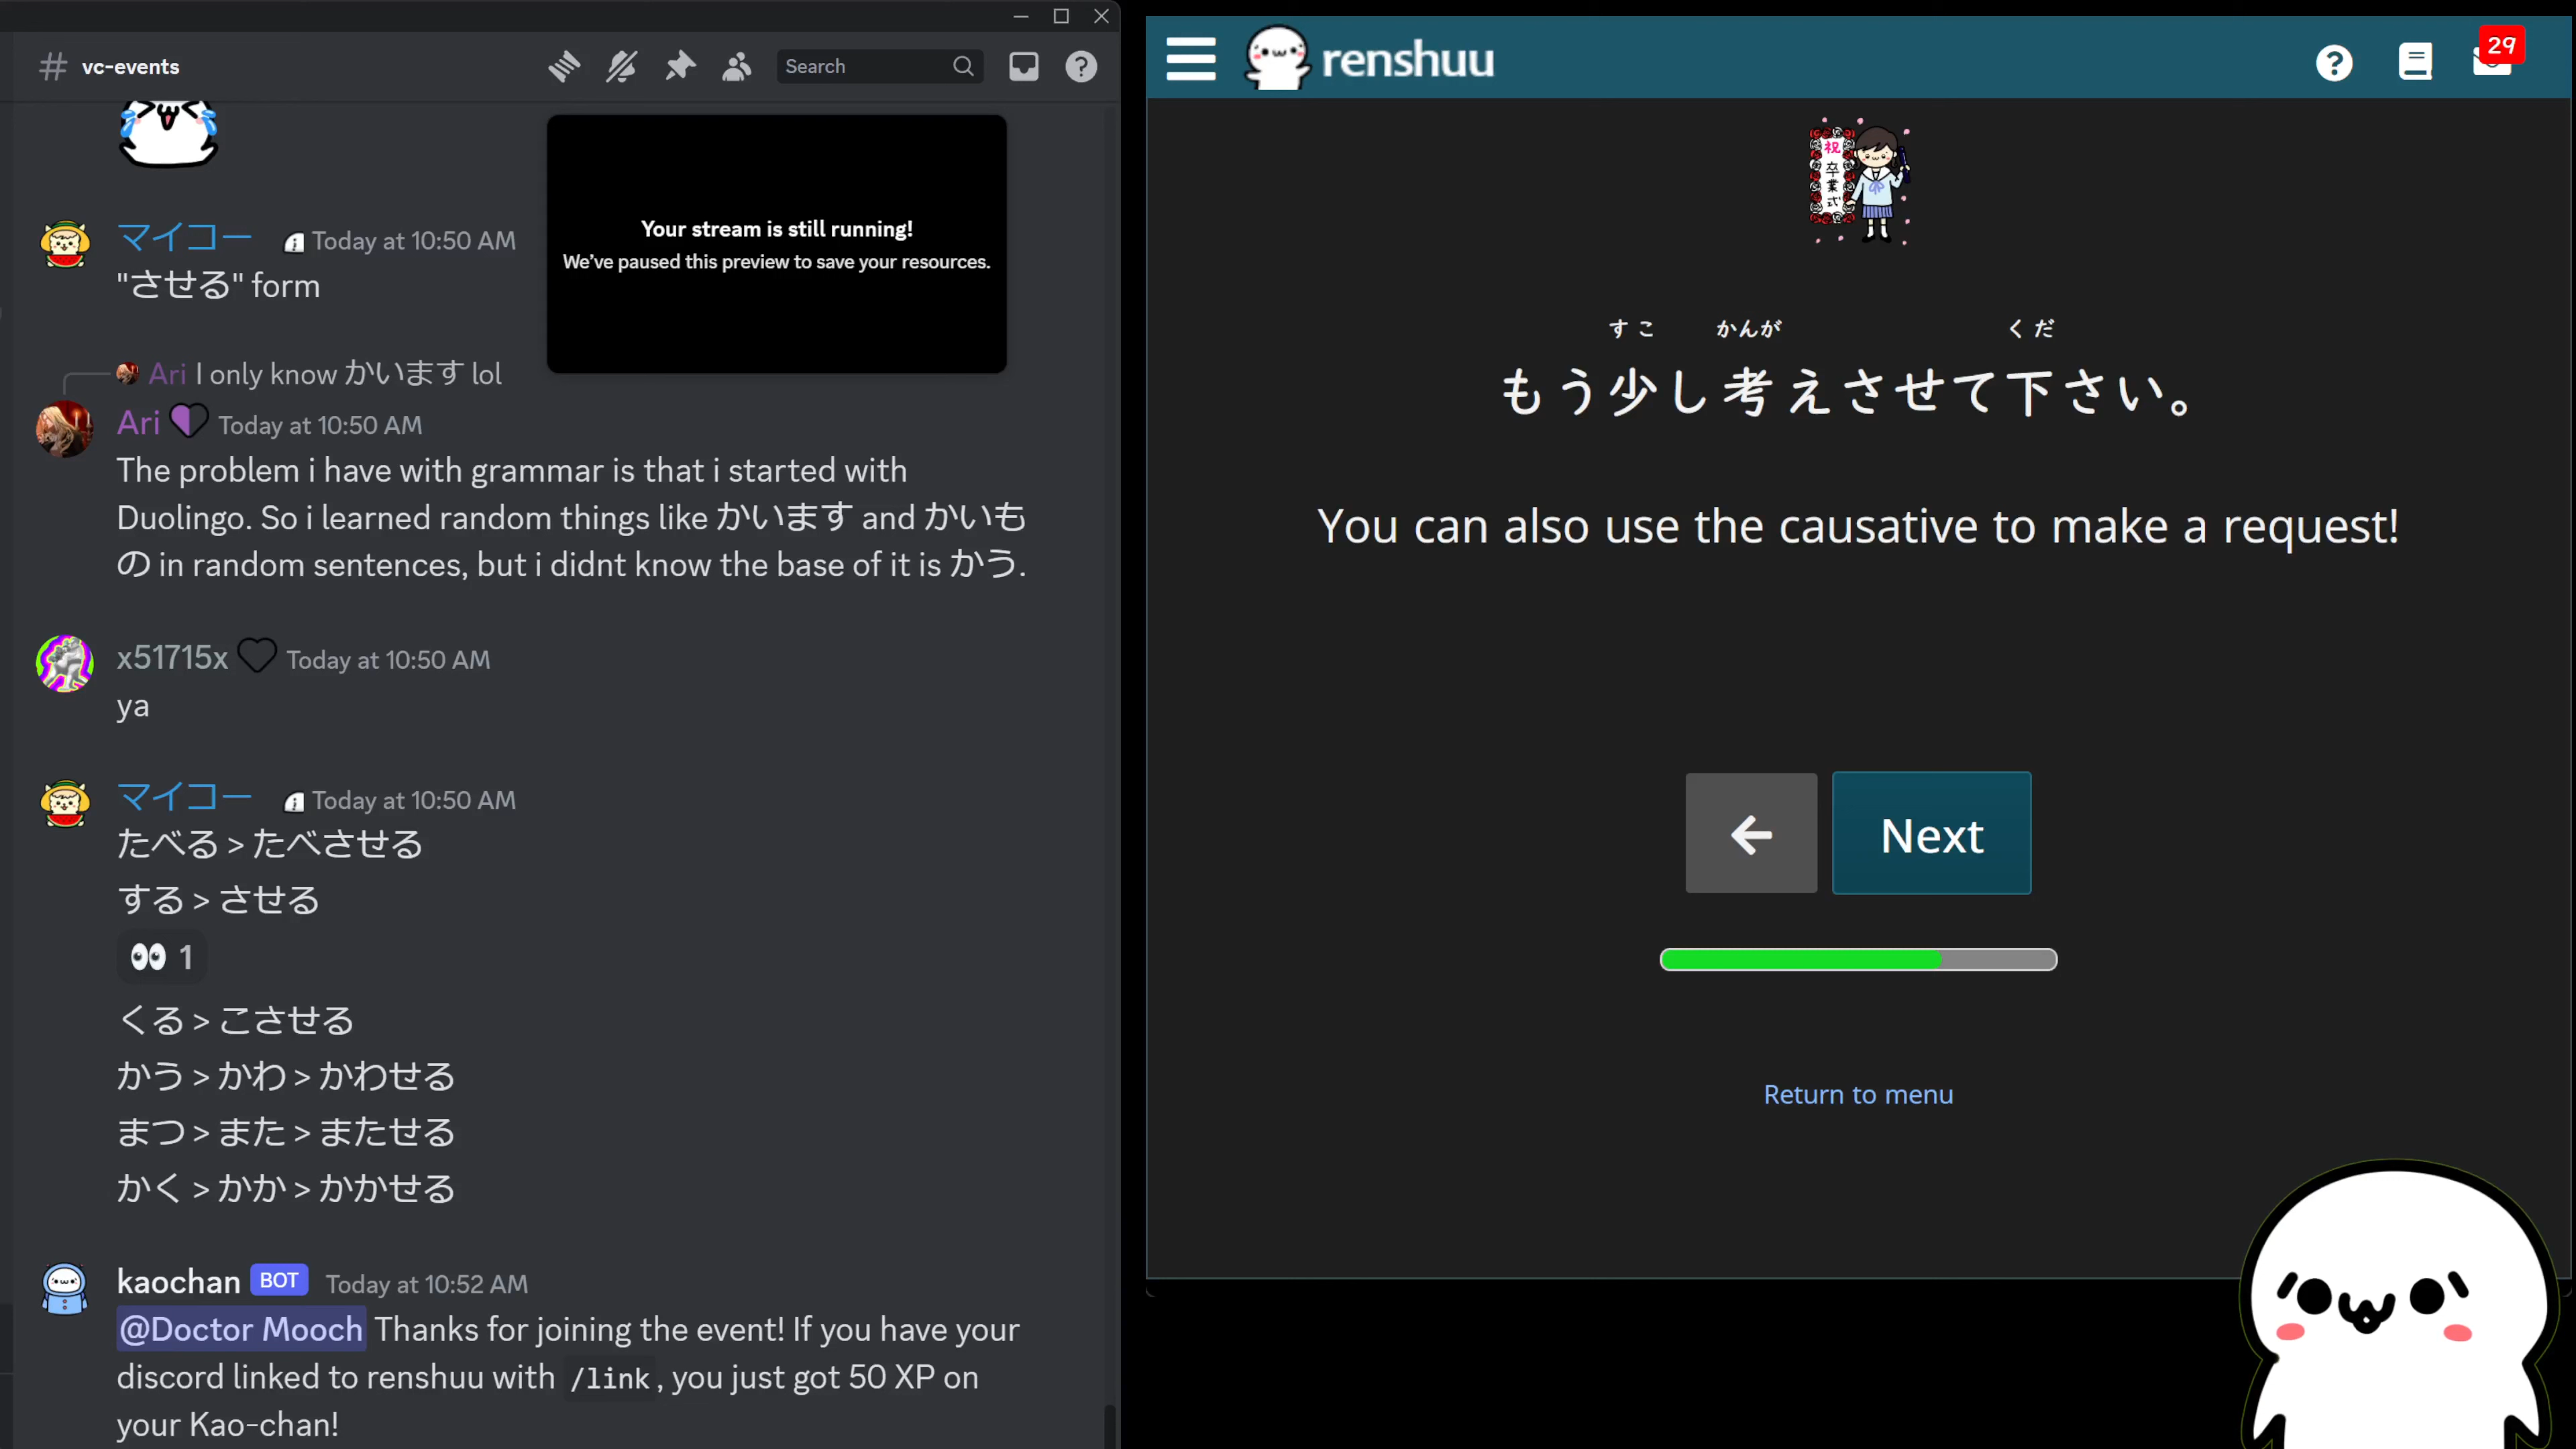 vc-events
Search
Your stream is still running!
We've paused this preview to save your resources.
マイコー Today at 10:50 AM
"させる" form
Ari I only know かいます lol
Ari Today at 10:50 AM
The problem i have with grammar is that i started with
Duolingo. So i learned random things like かいます and かいも
の in random sentences, but i didnt know the base of it is かう.
x51715x Today at 10:50 AM
ya
マイコー Today at 10:50 AM
たべる > たべさせる
する > させる
1
くる > こさせる
かう > かわ > かわせる
まつ > また > またせる
かく > かか > かかせる
kaochan BOT Today at 10:52 AM
@Doctor Mooch Thanks for joining the event! If you have your
discord linked to renshuu with /link, you just got 50 XP on
your Kao-chan!
renshuu
29
祝
卒業式
すこ かんが くだ
もう少し考えさせて下さい。
You can also use the causative to make a request!
Next
Return to menu